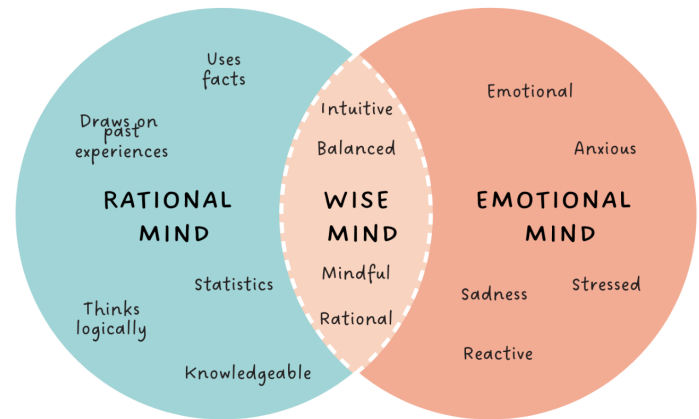 Uses
facts
Draws on
past
experiences
RATIONAL
MIND
Statistics
Thinks
logically
Knowledgeable
Intuitive
Balanced
WISE
MIND
Mindful
Rational
Emotional
Anxious
EMOTIONAL
MIND
Sadness
Stressed
Reactive